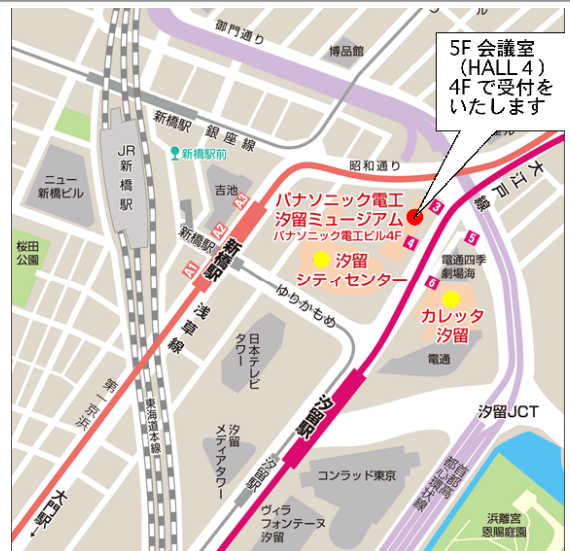 御門通り
博品館
5F 会議室
（HALL 4）
4F で受付を
いたします
ル
新橋駅
銀座線
JR
新橋駅
新橋駅前
昭和通り
大江戸線
ニュー
新橋ビル
吉池
A3
A2
A1
パナソニック電工
汐留ミュージアム
パナソニック電工ビル4F
3
4
5
6
新橋駅
新橋駅
桜田
公園
汐留
シティセンター
電通四季
劇場海
ゆりかもめ
カレッタ
汐留
浅草線
日本テレビ
タワー
電通
第一京浜
東海道本線
汐留駅
汐留JCT
汐留
メディアタワー
汐留駅
首都高
都心環状線
コンラッド東京
大門駅↓
ヴィラ
フォンテーヌ
汐留
浜離宮
恩賜庭園